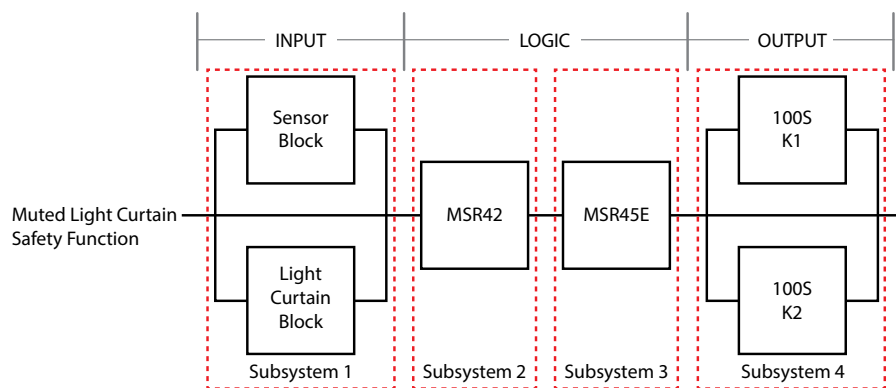 INPUT
LOGIC
OUTPUT
Sensor
Block
100S
K1
Muted Light Curtain
Safety Function
MSR42
MSR45E
Light
Curtain
Block
100S
K2
Subsystem 1
Subsystem 2
Subsystem 3
Subsystem 4